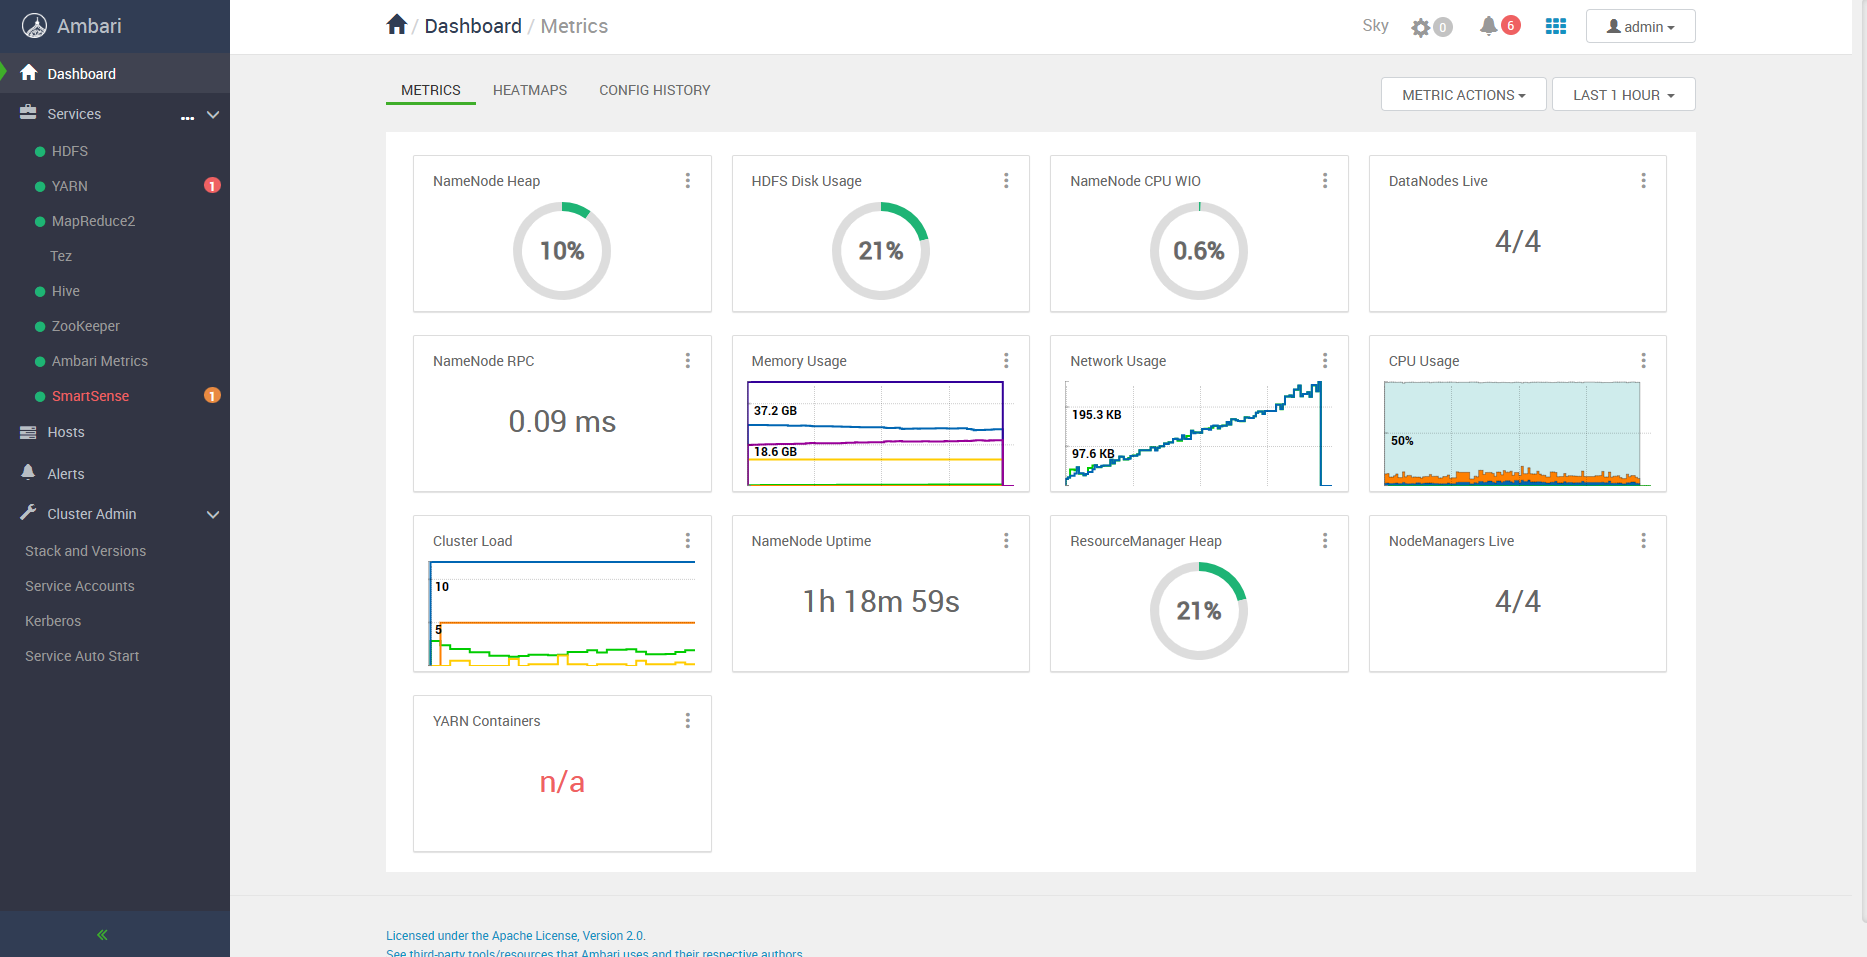 Ambari
Dashboard
Services ...
HDFS
YARN 1
MapReduce2
Tez
Hive
ZooKeeper
Ambari Metrics
SmartSense 1
Hosts
Alerts
Cluster Admin
Stack and Versions
Service Accounts
Kerberos
Service Auto Start
«
/ Dashboard / Metrics
Sky 0 6 admin
METRICS HEATMAPS CONFIG HISTORY
METRIC ACTIONS LAST 1 HOUR
NameNode Heap
10%
HDFS Disk Usage
21%
NameNode CPU WIO
0.6%
DataNodes Live
4/4
NameNode RPC
0.09 ms
Memory Usage
37.2 GB
18.6 GB
Network Usage
195.3 KB
97.6 KB
CPU Usage
50%
Cluster Load
10
5
NameNode Uptime
1h 18m 59s
ResourceManager Heap
21%
NodeManagers Live
4/4
YARN Containers
n/a
Licensed under the Apache License, Version 2.0.
See third-party tools/resources that Ambari uses and their respective authors